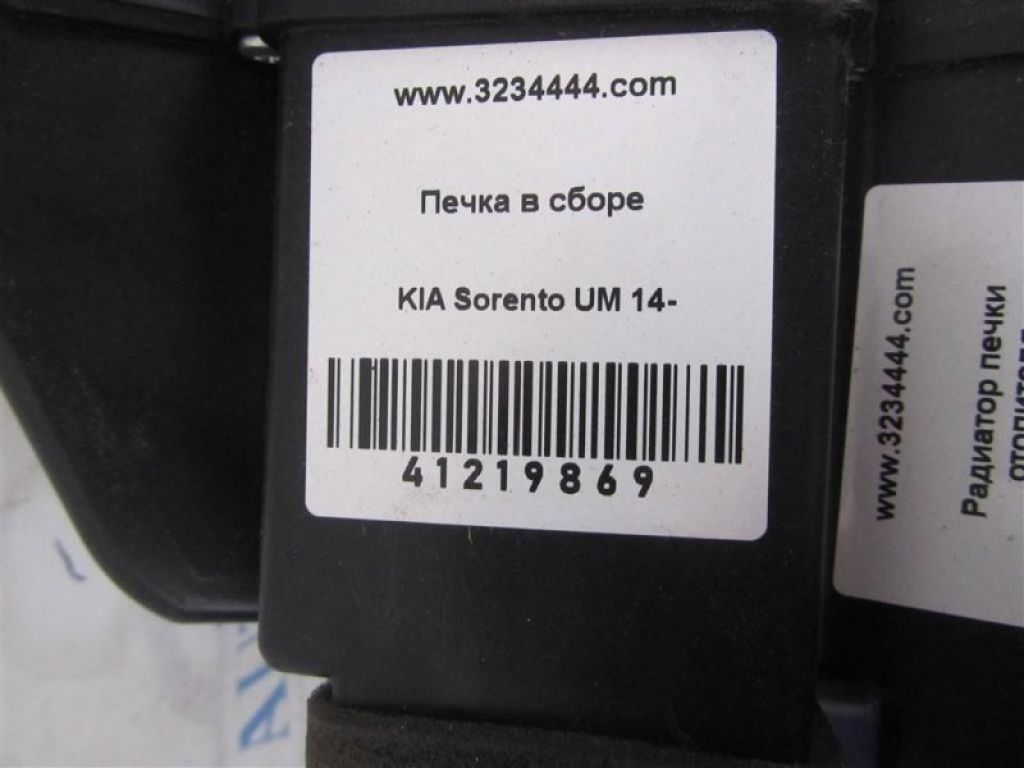 www.3234444.com
Печка в сборе
KIA Sorento UM 14-
41219869
www.3234444.com
Радиатор печки